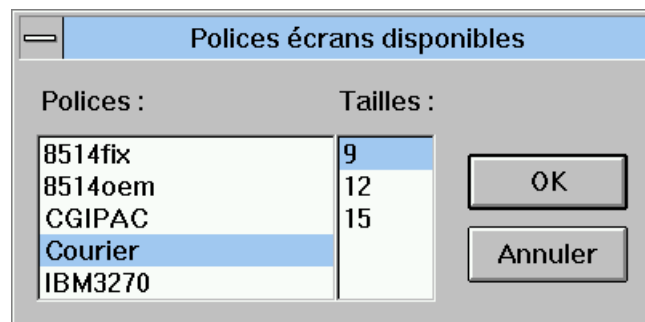 Polices écrans disponibles
Polices :
Tailles :
8514fix
8514oem
CGIPAC
Courier
IBM3270
9
12
15
OK
Annuler